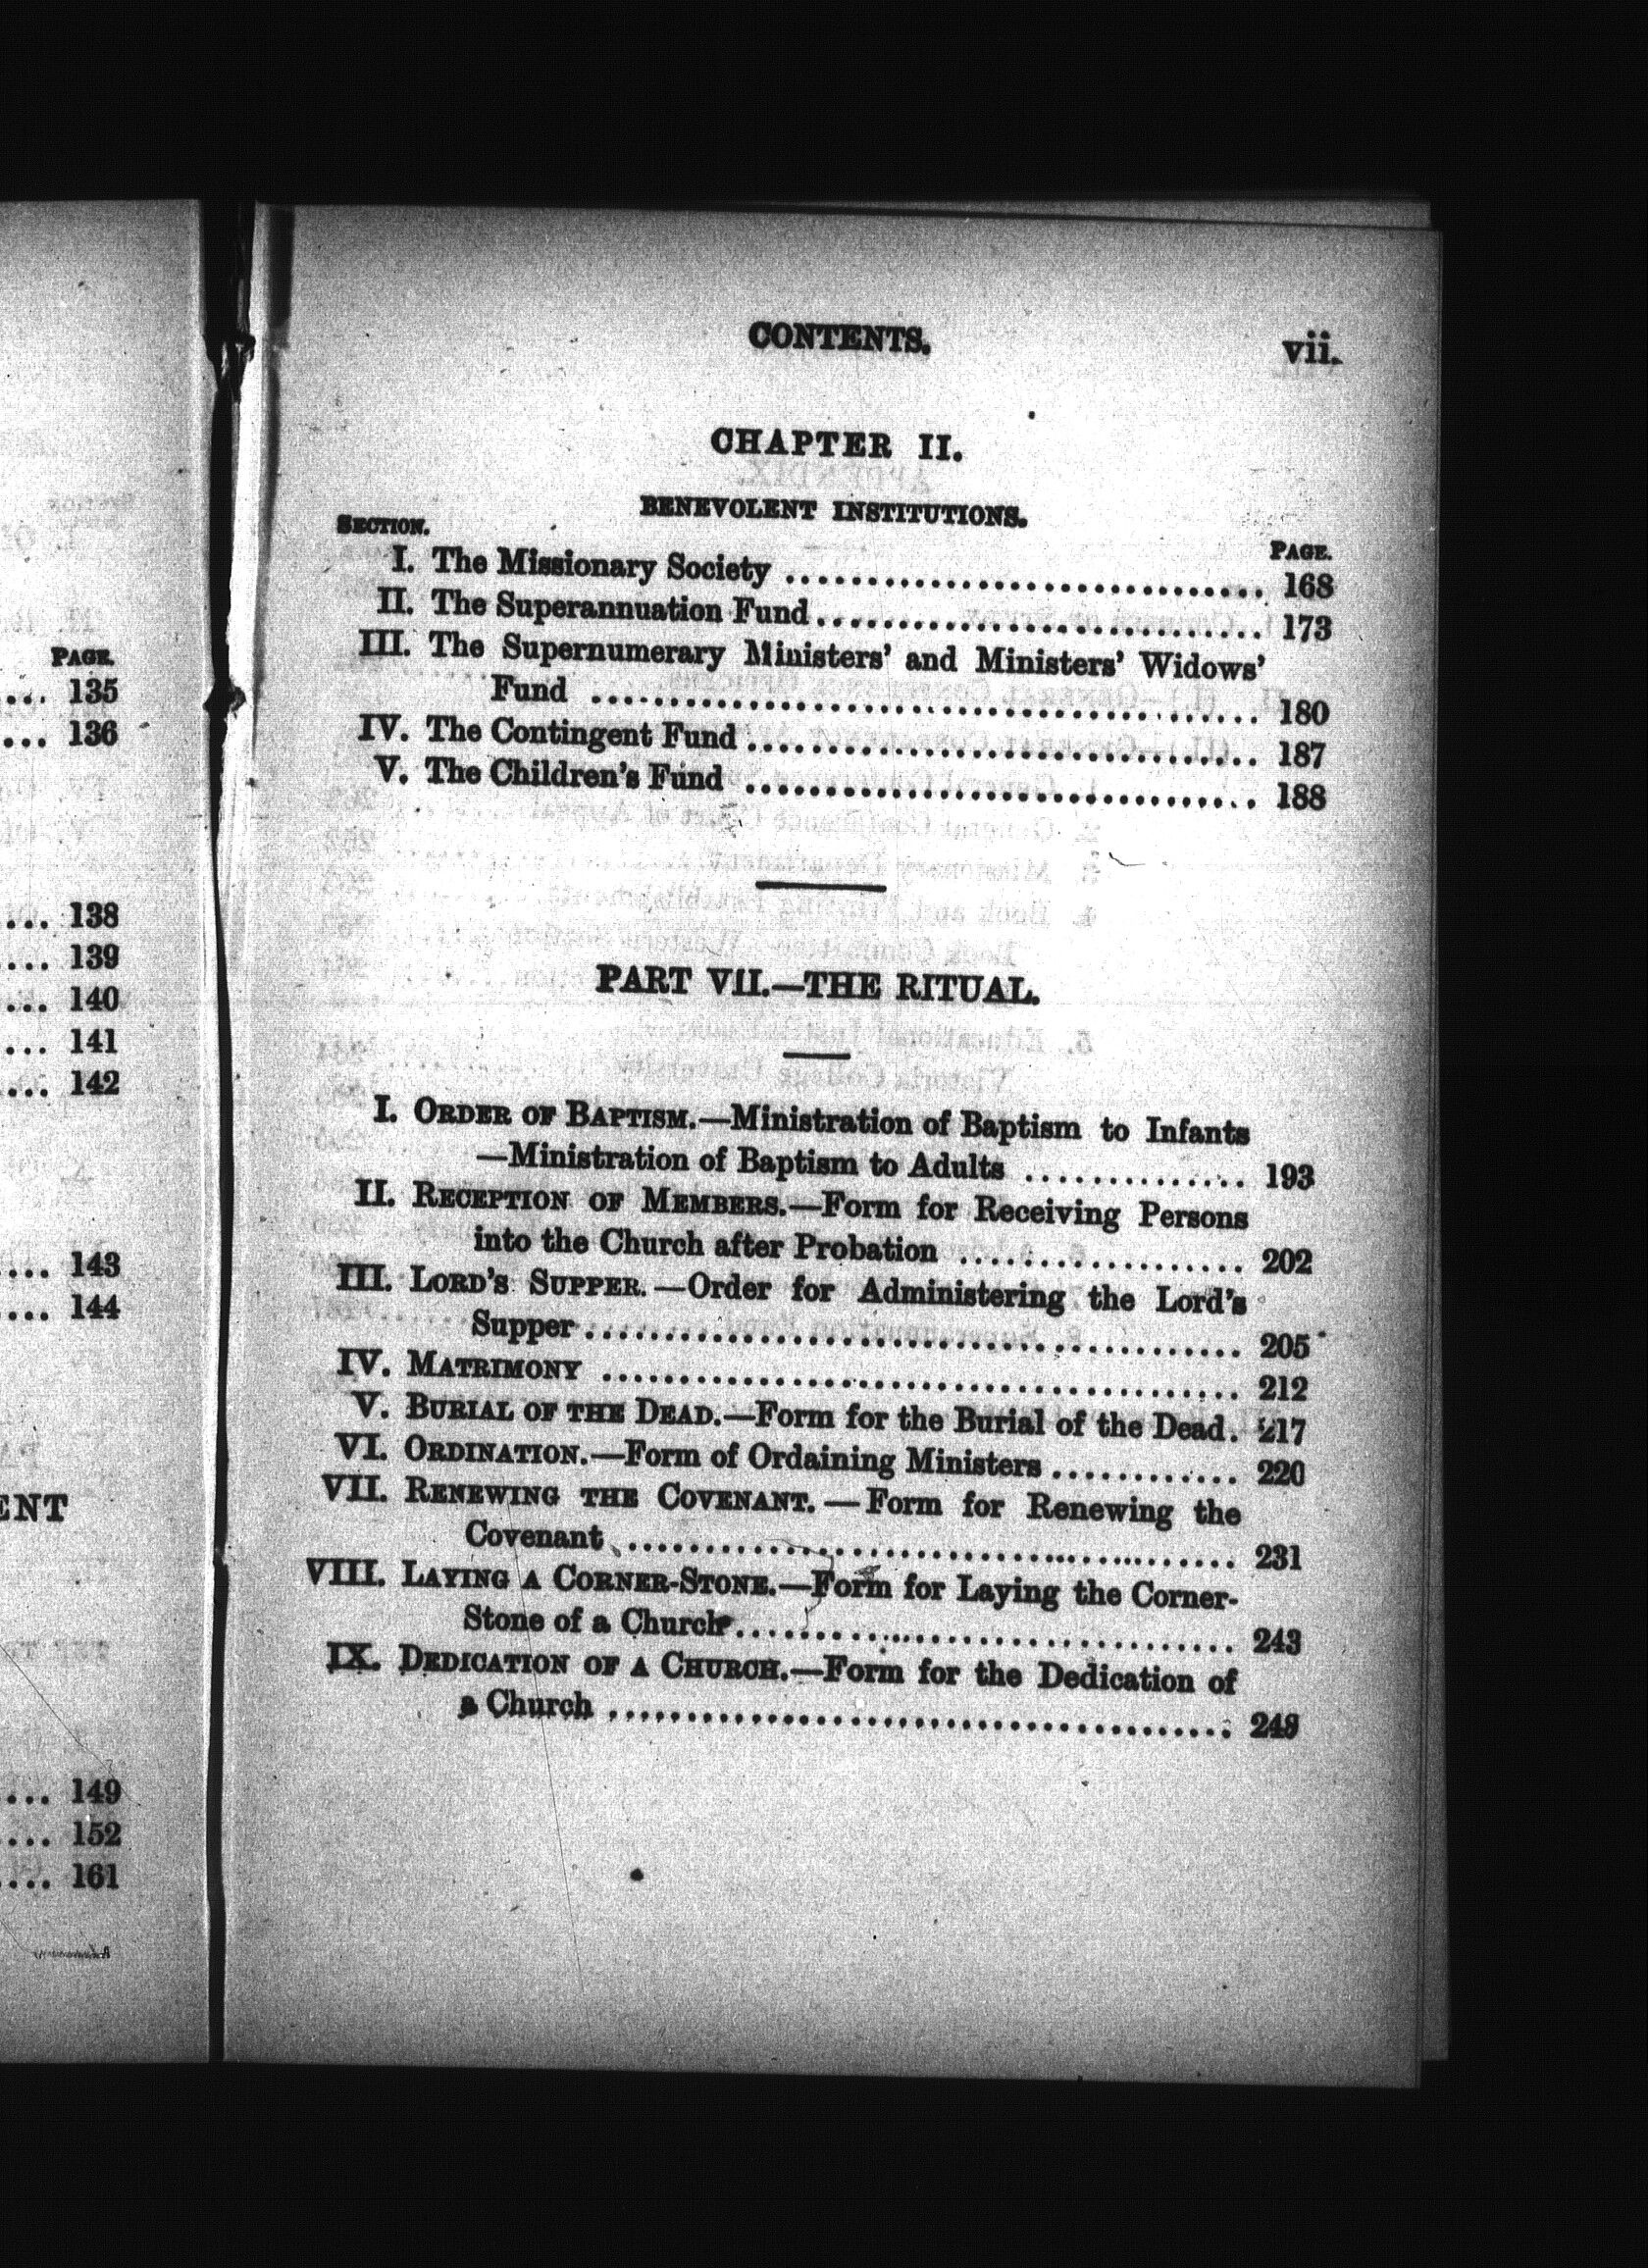 PAGE.
.... 135
.... 136
.... 138
.... 139
.... 140
.... 141
.... 142
.... 143
.... 144
ENT
.... 149
.... 152
.... 161
CONTENTS. vii.
CHAPTER II.
BENEVOLENT INSTITUTIONS.
SECTION. PAGE.
I. The Missionary Society .............................. 168
II. The Superannuation Fund............................ 173
III. The Supernumerary Ministers' and Ministers' Widows'
Fund .......................................... 180
IV. The Contingent Fund ................................ 187
V. The Children's Fund ................................ 188
PART VII.—THE RITUAL.
I. ORDER OF BAPTISM.—Ministration of Baptism to Infants
—Ministration of Baptism to Adults .............. 193
II. RECEPTION OF MEMBERS.—Form for Receiving Persons
into the Church after Probation .................. 202
III. LORD'S SUPPER.—Order for Administering the Lord's
Supper.......................................... 205
IV. MATRIMONY ........................................ 212
V. BURIAL OF THE DEAD.—Form for the Burial of the Dead. 217
VI. ORDINATION.—Form of Ordaining Ministers ............ 220
VII. RENEWING THE COVENANT.—Form for Renewing the
Covenant ........................................ 231
VIII. LAYING A CORNER-STONE.—Form for Laying the Corner-
Stone of a Church................................ 243
IX. DEDICATION OF A CHURCH.—Form for the Dedication of
a Church ........................................